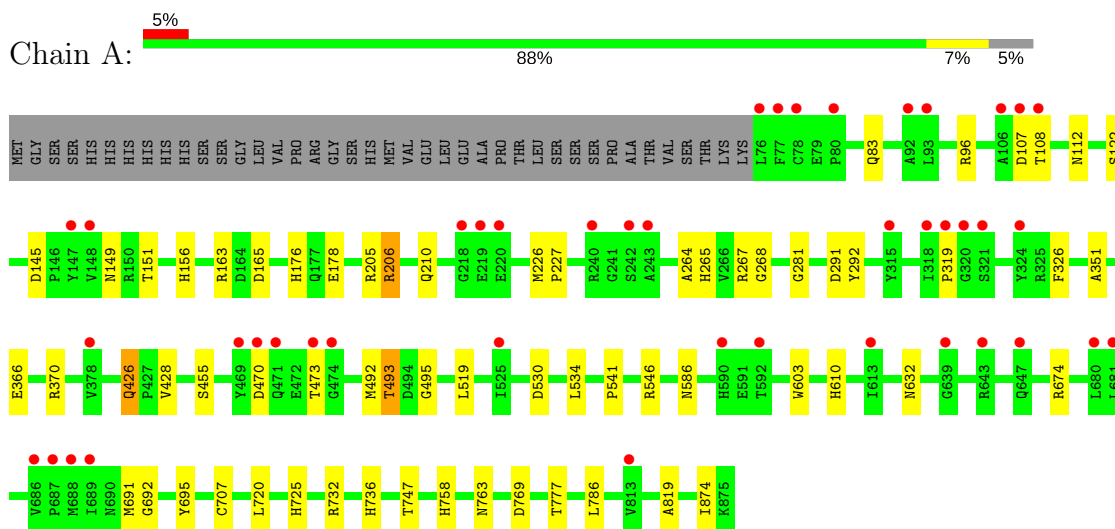 5%
Chain A:
88% 7% 5%
MET GLY SER SER HIS HIS HIS HIS HIS HIS SER SER GLY LEU VAL PRO ARG GLY SER HIS MET VAL GLU LEU GLU ALA PRO THR LEU SER SER SER PRO ALA THR VAL SER THR LYS LYS L76 F77 C78 E79 P80 Q83 A92 L93 R96 A106 D107 T108 N112
D145 P146 Y147 V148 N149 R150 T151 H156 R163 D164 D165 H176 Q177 E178 R205 R206 Q210 G218 E219 E220 M226 P227 R240 G241 S242 A243 A264 H265 V266 R267 G268 G281 D291 Y292 Y315 I318 P319 G320 S321 Y324 R325 F326 A351
E366 R370 V378 Q426 P427 V428 S455 Y469 D470 Q471 E472 T473 G474 M492 T493 D494 G495 L519 I525 D530 L534 P541 R546 N586 H590 E591 T592 W603 H610 I613 N632 G639 R643 Q647 R674 L680
V686 P687 M688 I689 N690 M691 G692 Y695 C707 L720 H725 R732 H736 T747 H758 N763 D769 T777 L786 V813 A819 I874 K875